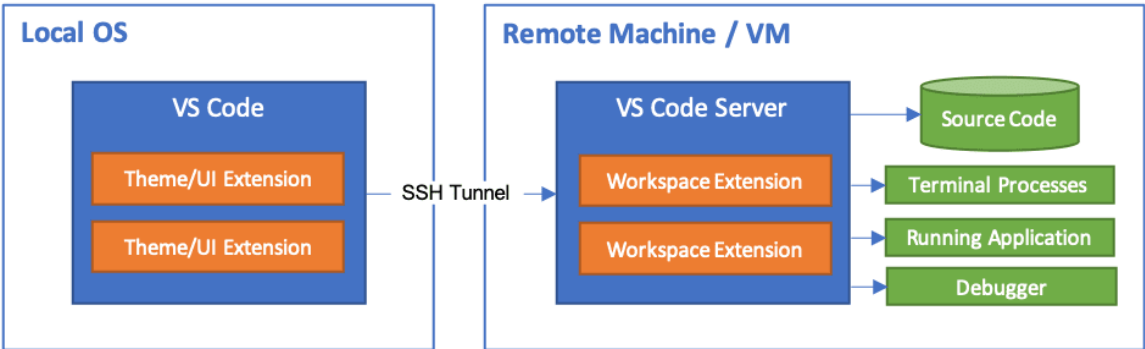 Local OS
VS Code
Theme/UI Extension
Theme/UI Extension
SSH Tunnel
Remote Machine / VM
VS Code Server
Workspace Extension
Workspace Extension
Source Code
Terminal Processes
Running Application
Debugger